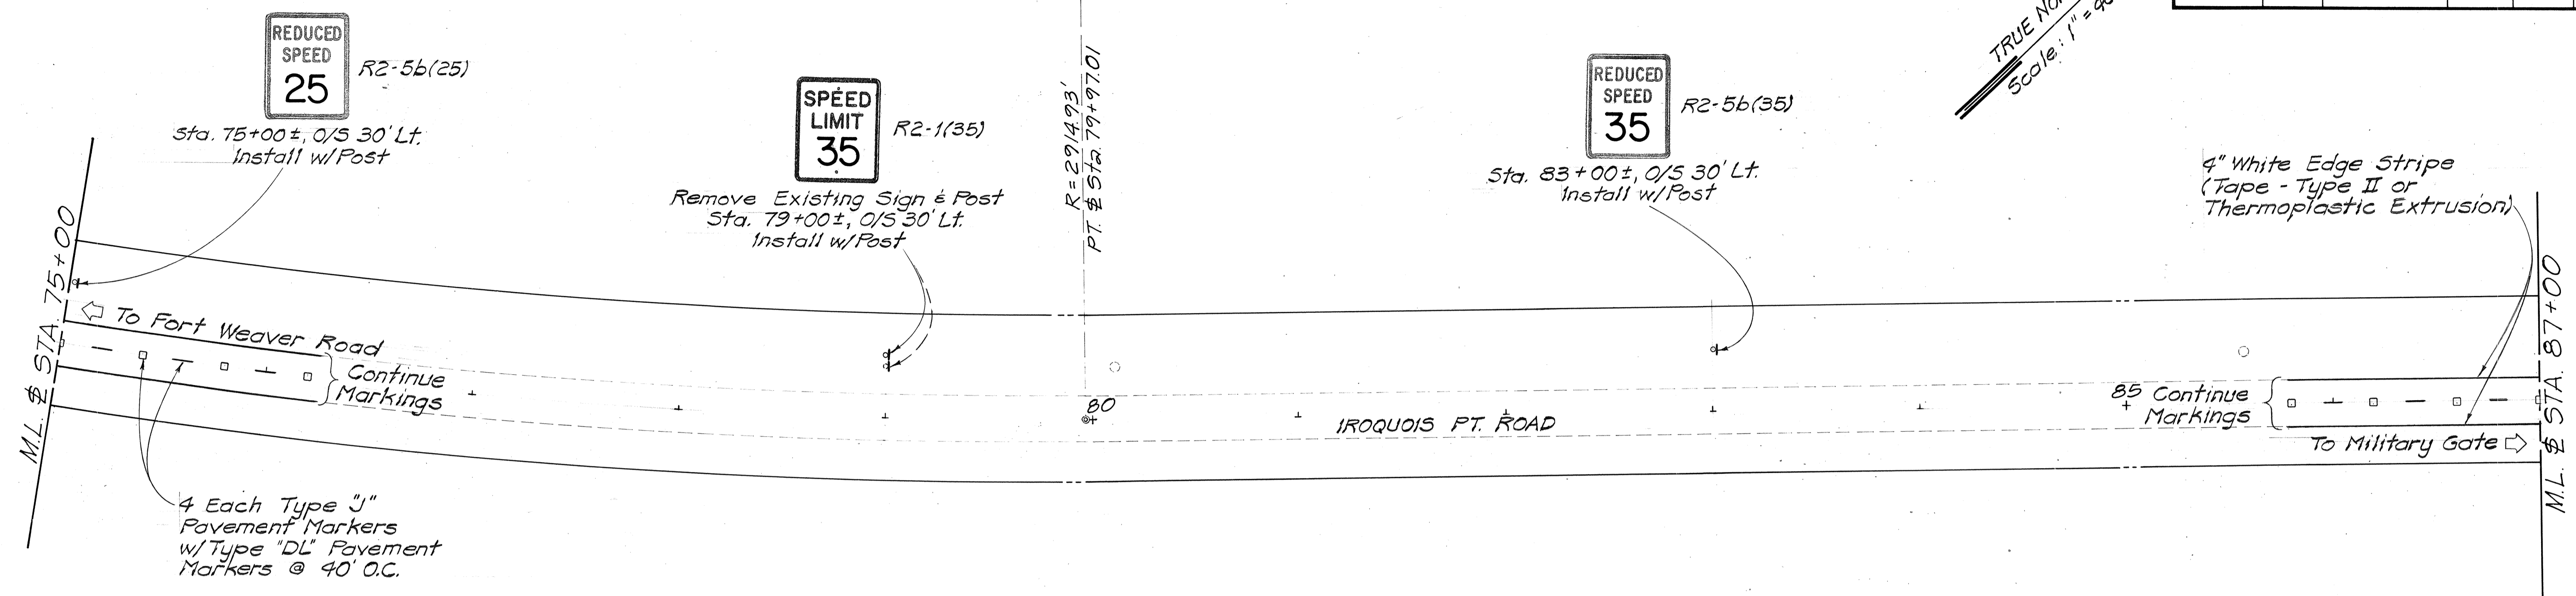 REDUCED
SPEED
25
R2-5b(25)
Sta. 75+00±, O/S 30' Lt.
Install w/Post
SPEED
LIMIT
35
R2-1(35)
Remove Existing Sign & Post
Sta. 79+00±, O/S 30' Lt.
Install w/Post
R=2914.93'
PT. ⅊ Sta. 79+97.01
REDUCED
SPEED
35
R2-5b(35)
Sta. 83+00±, O/S 30' Lt.
Install w/Post
Scale: 1"=40
4" White Edge Stripe
(Tape - Type II or
Thermoplastic Extrusion)
M.L. ⅊ STA. 75+00
To Fort Weaver Road
Continue
Markings
80
IROQUOIS PT. ROAD
85 Continue
Markings
To Military Gate
M.L. ⅊ STA. 87+00
4 Each Type "J"
Pavement Markers
w/Type "DL" Pavement
Markers @ 40' O.C.